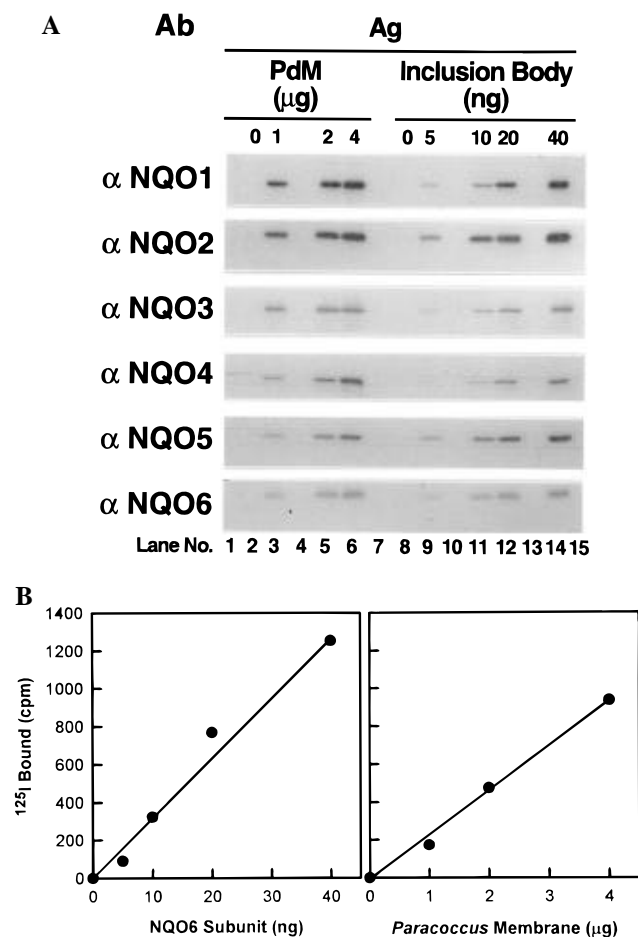 A
Ab
Ag
PdM
(μg)
Inclusion Body
(ng)
0 1 2 4 0 5 10 20 40
α NQO1
α NQO2
α NQO3
α NQO4
α NQO5
α NQO6
Lane No. 1 2 3 4 5 6 7 8 9 10 11 12 13 14 15
B
1400
1200
1000
800
600
400
200
0
125I Bound (cpm)
0 10 20 30 40
0 1 2 3 4
NQO6 Subunit (ng)
Paracoccus Membrane (μg)